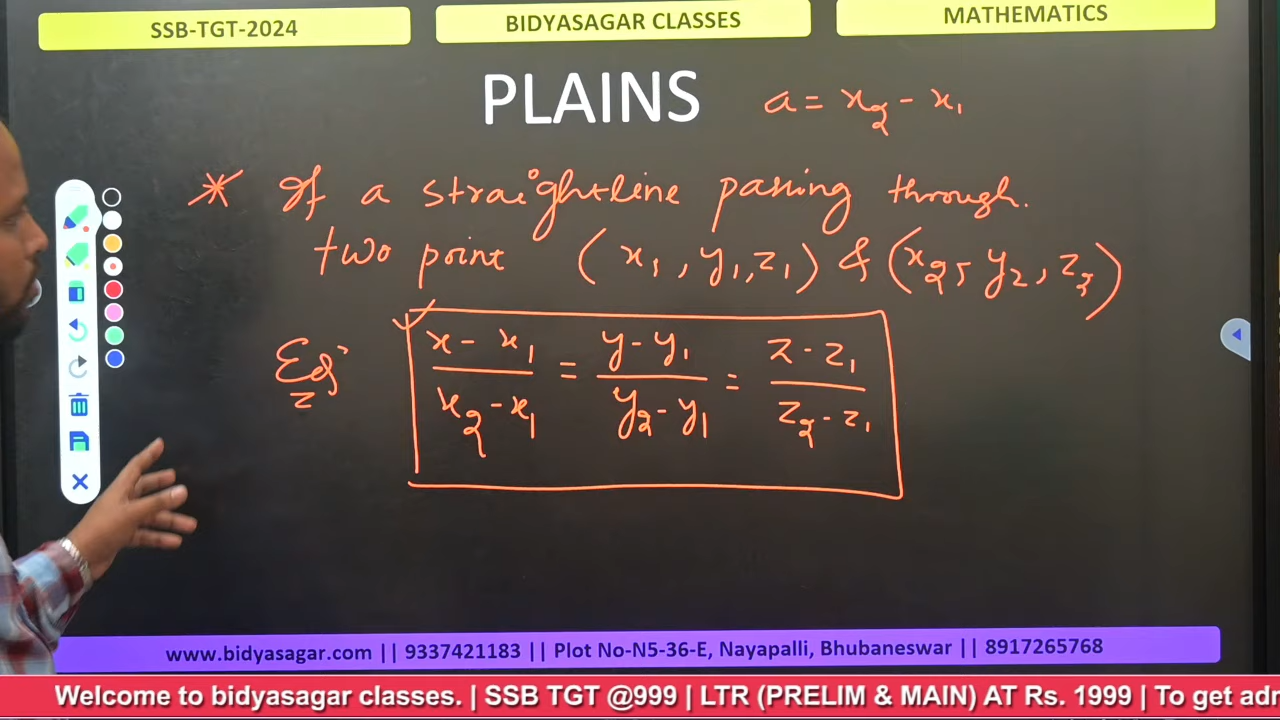 SSB-TGT-2024
BIDYASAGAR CLASSES
MATHEMATICS
PLAINS
a = x₂ - x₁
* If a straightline passing through.
two point (x₁, y₁, z₁) & (x₂, y₂, z₂)
Eqⁿ (x - x₁)/(x₂ - x₁) = (y - y₁)/(y₂ - y₁) = (z - z₁)/(z₂ - z₁)
www.bidyasagar.com || 9337421183 || Plot No-N5-36-E, Nayapalli, Bhubaneswar || 8917265768
Welcome to bidyasagar classes. | SSB TGT @999 | LTR (PRELIM & MAIN) AT Rs. 1999 | To get adr